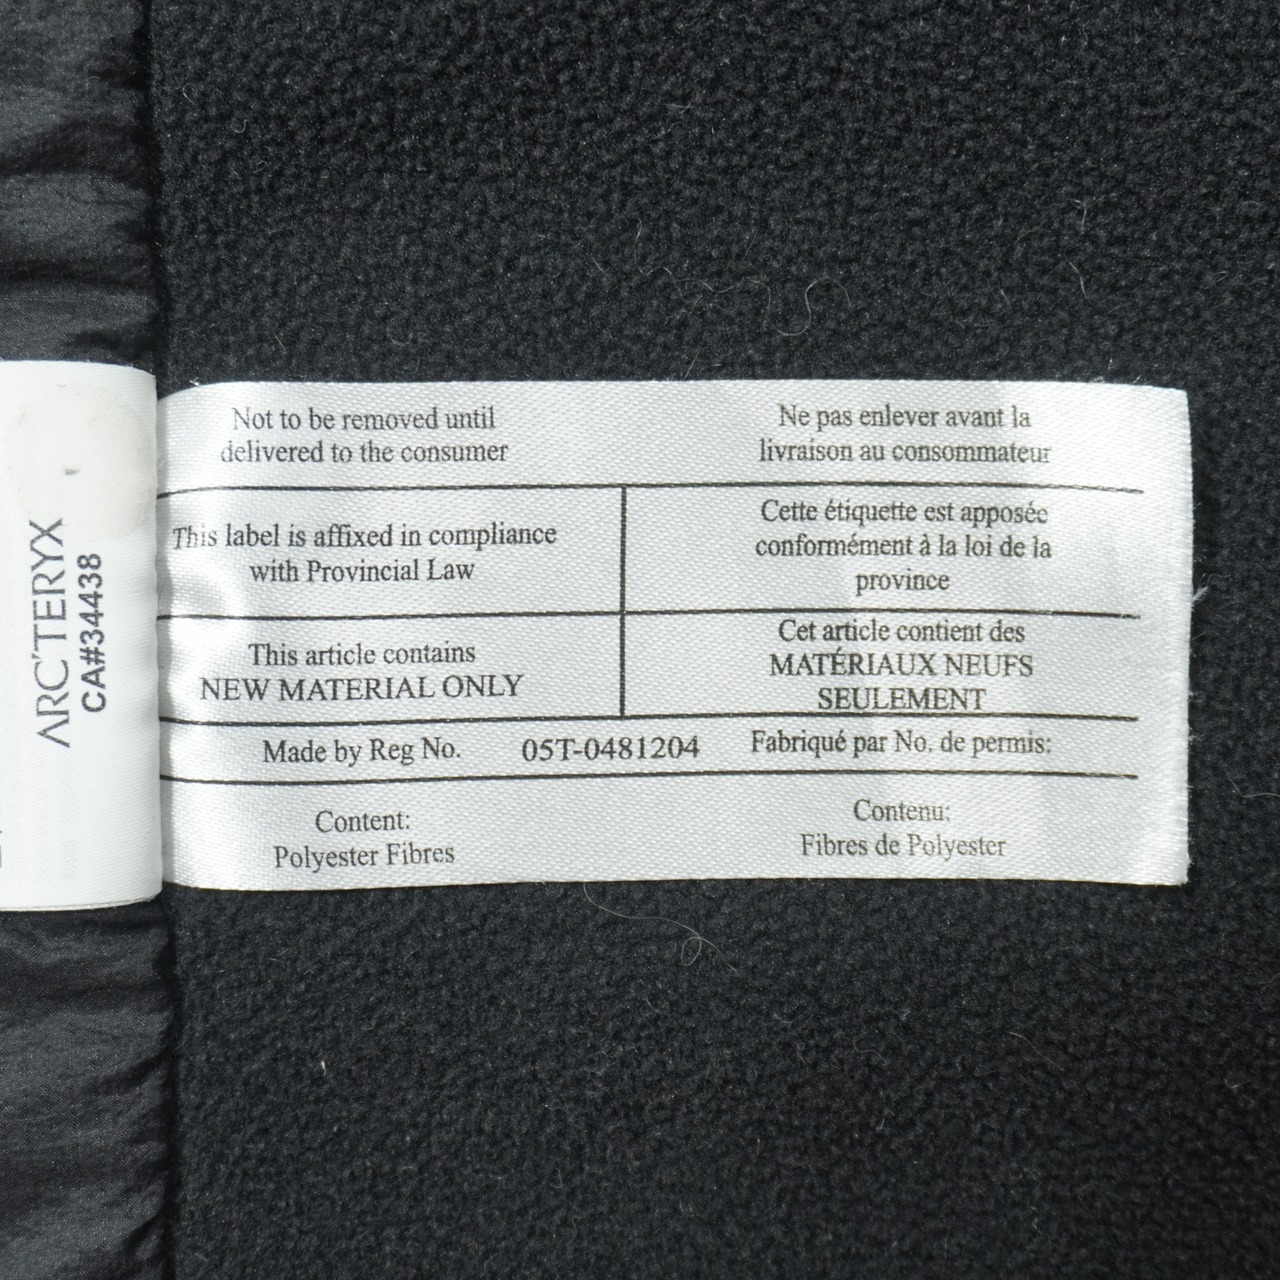 ARC'TERYX
CA#34438
Not to be removed until
delivered to the consumer
Ne pas enlever avant la
livraison au consommateur
This label is affixed in compliance
with Provincial Law
Cette étiquette est apposée
conformément à la loi de la
province
This article contains
NEW MATERIAL ONLY
Cet article contient des
MATÉRIAUX NEUFS
SEULEMENT
Made by Reg No. 05T-0481204 Fabriqué par No. de permis:
Content:
Polyester Fibres
Contenu:
Fibres de Polyester